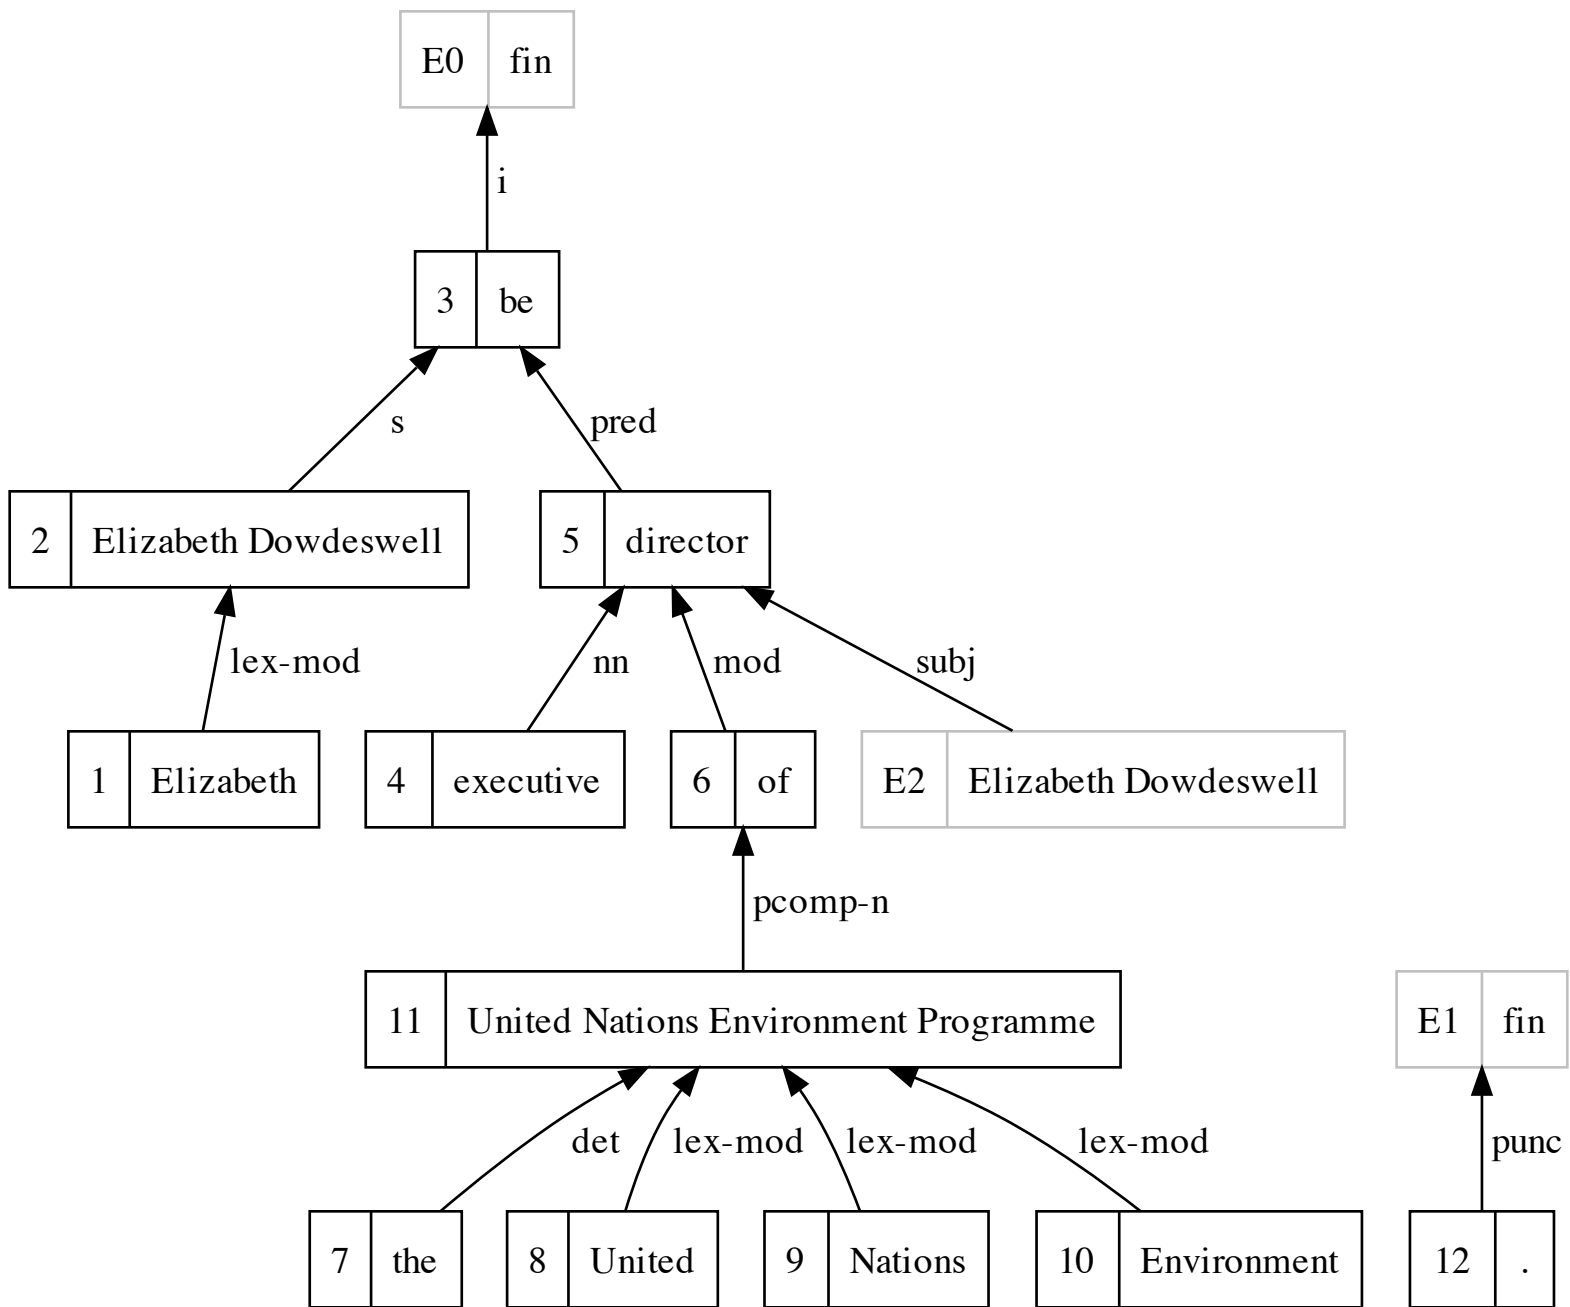 E0 fin
i
3 be
s pred
2 Elizabeth Dowdeswell 5 director
lex-mod nn mod subj
1 Elizabeth 4 executive 6 of E2 Elizabeth Dowdeswell
pcomp-n
11 United Nations Environment Programme E1 fin
det lex-mod lex-mod lex-mod punc
7 the 8 United 9 Nations 10 Environment 12 .